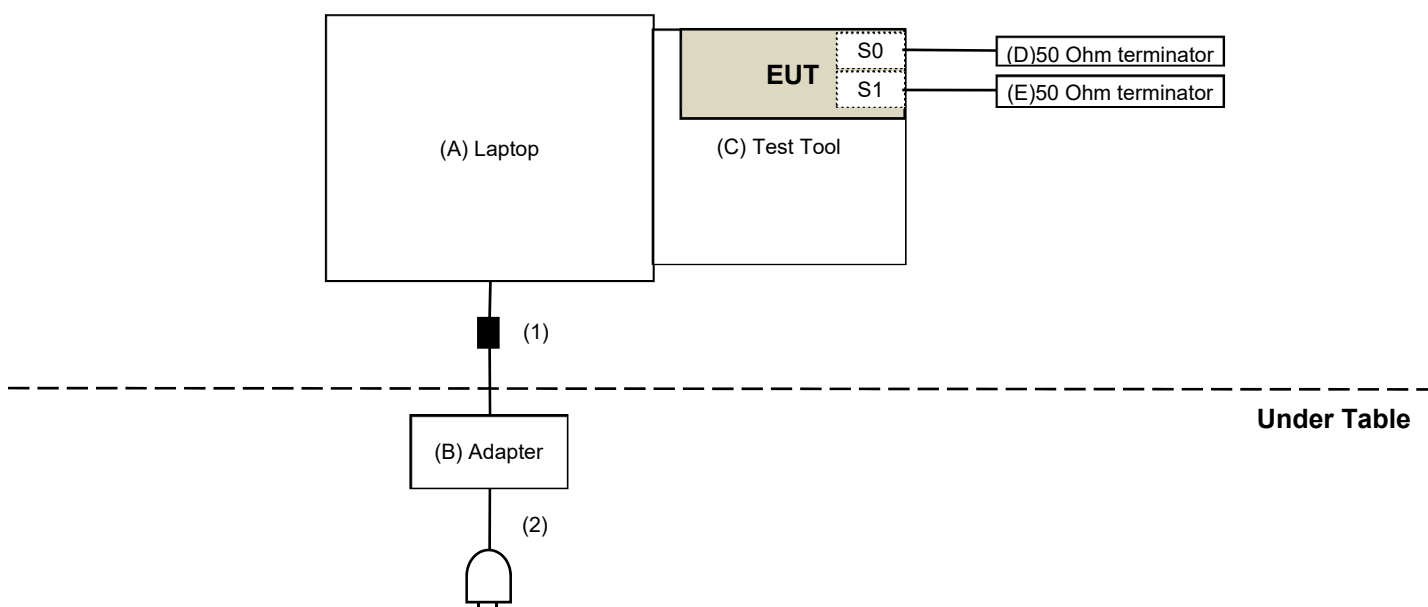 S0
(D)50 Ohm terminator
EUT
S1
(E)50 Ohm terminator
(A) Laptop
(C) Test Tool
(1)
Under Table
(B) Adapter
(2)